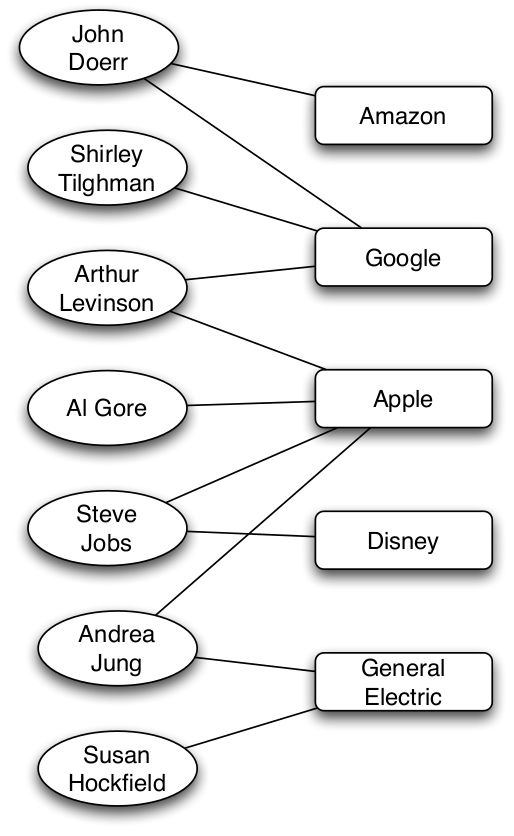 John
Doerr
Amazon
Shirley
Tilghman
Google
Arthur
Levinson
Apple
Al Gore
Steve
Jobs
Disney
Andrea
Jung
General
Electric
Susan
Hockfield